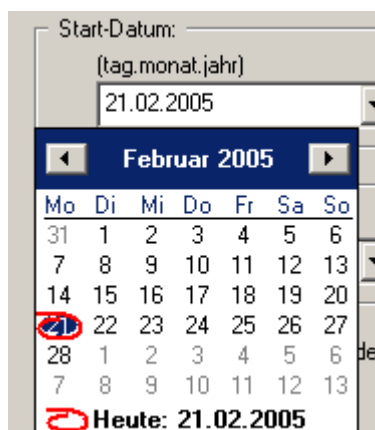 Start-Datum:
(tag.monat.jahr)
21.02.2005
Februar 2005
Mo Di Mi Do Fr Sa So
31 1 2 3 4 5 6
7 8 9 10 11 12 13
14 15 16 17 18 19 20
21 22 23 24 25 26 27
28 1 2 3 4 5 6
7 8 9 10 11 12 13
Heute: 21.02.2005